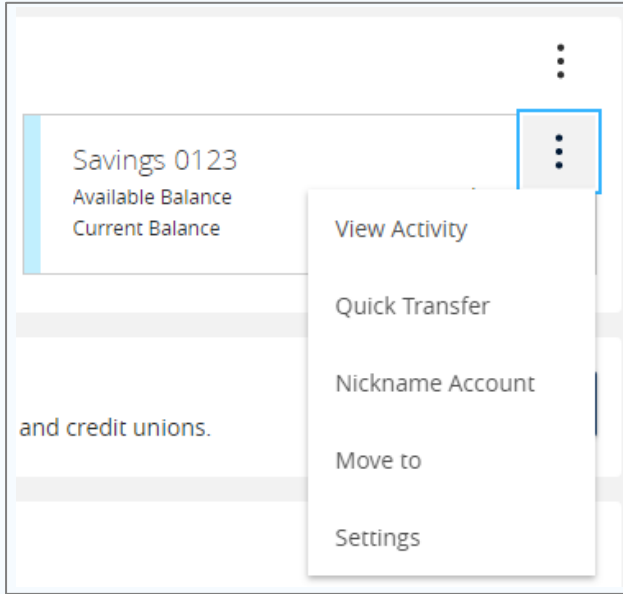 Savings 0123
Available Balance
Current Balance
View Activity
Quick Transfer
Nickname Account
Move to
Settings
and credit unions.